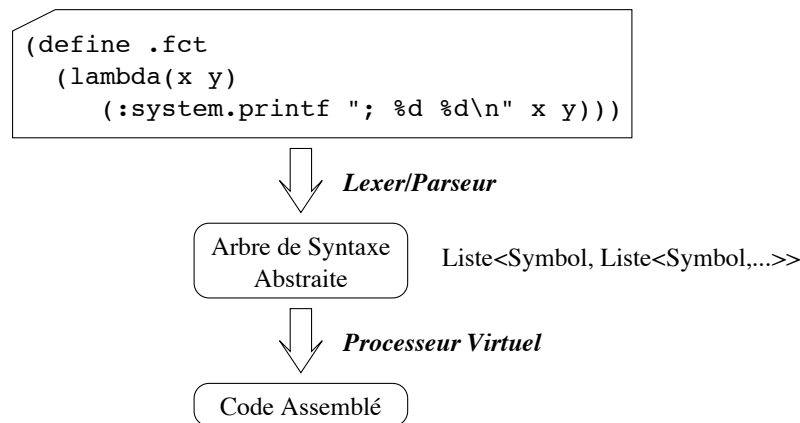 (define .fct
(lambda(x y)
(:system.printf "; %d %d\n" x y)))
Lexer/Parseur
Arbre de Syntaxe
Abstraite
Liste<Symbol, Liste<Symbol,...>>
Processeur Virtuel
Code Assemblé